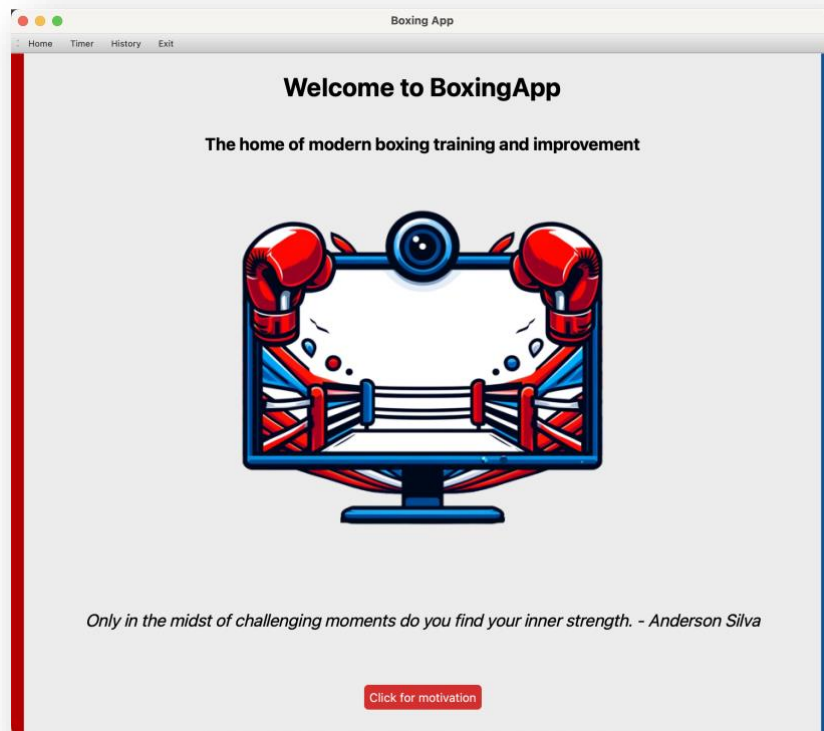 Boxing App
Home Timer History Exit
Welcome to BoxingApp
The home of modern boxing training and improvement
Only in the midst of challenging moments do you find your inner strength. - Anderson Silva
Click for motivation